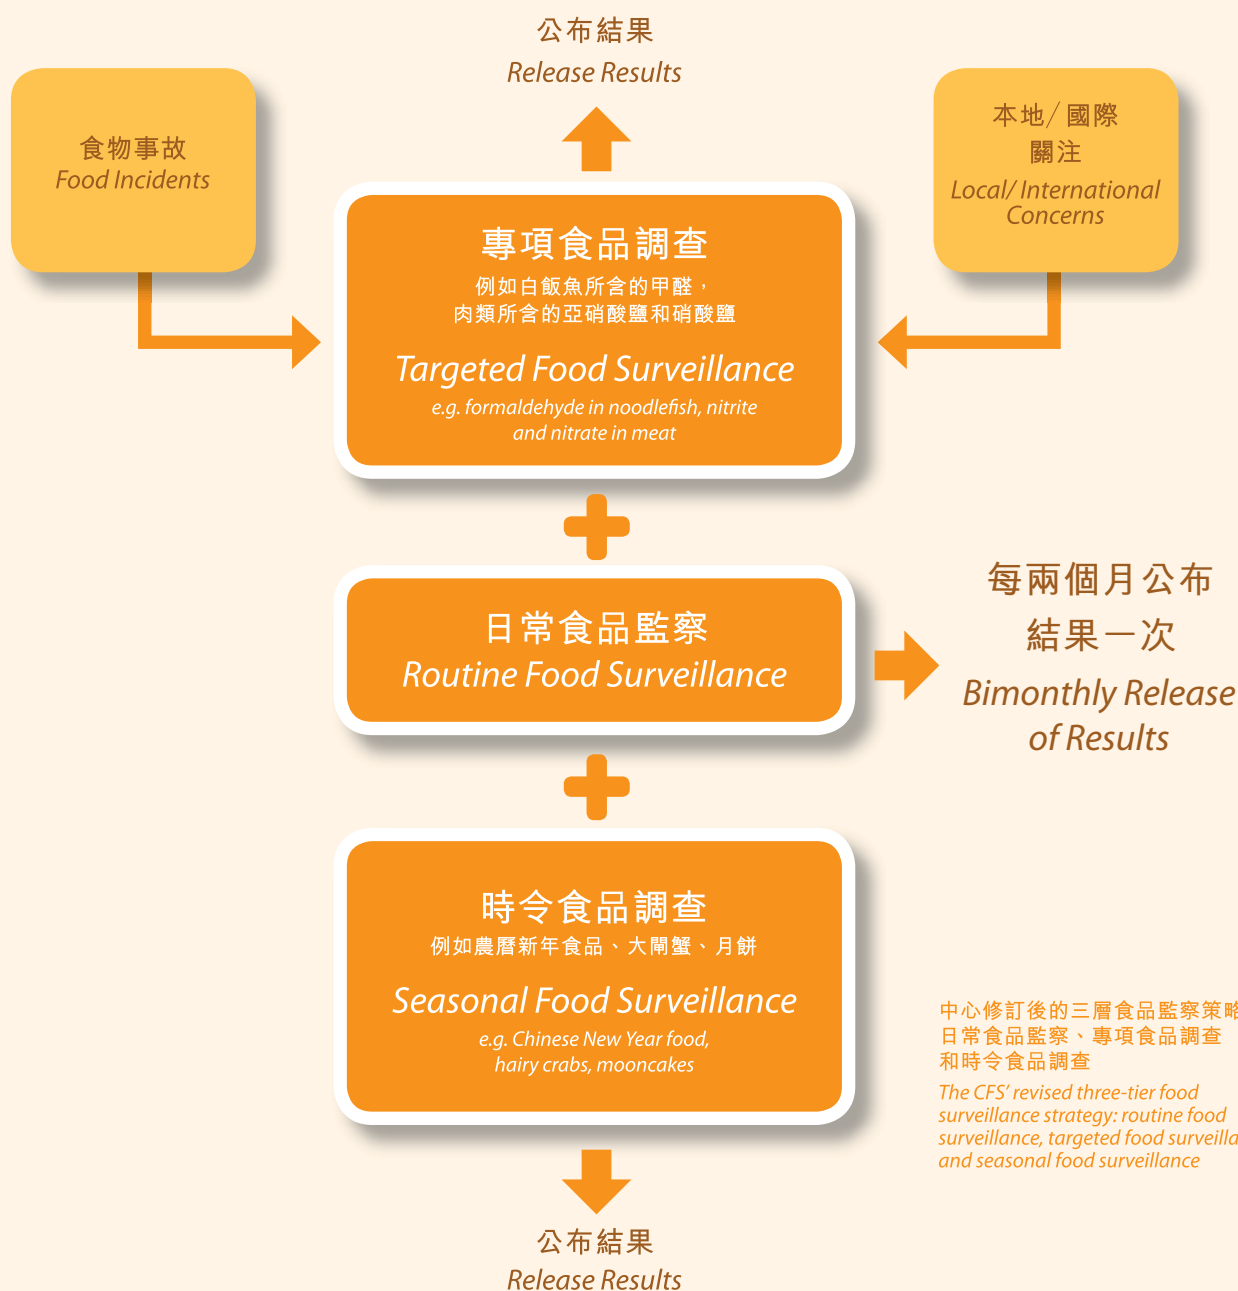 公布結果
Release Results
食物事故
Food Incidents
本地/國際
關注
Local/International
Concerns
專項食品調查
例如白飯魚所含的甲醛，
肉類所含的亞硝酸鹽和硝酸鹽
Targeted Food Surveillance
e.g. formaldehyde in noodlefish, nitrite
and nitrate in meat
日常食品監察
Routine Food Surveillance
每兩個月公布
結果一次
Bimonthly Release
of Results
時令食品調查
例如農曆新年食品、大閘蟹、月餅
Seasonal Food Surveillance
e.g. Chinese New Year food,
hairy crabs, mooncakes
中心修訂後的三層食品監察策略
日常食品監察、專項食品調查
和時令食品調查
The CFS' revised three-tier food
surveillance strategy: routine food
surveillance, targeted food
and seasonal food surveillance
公布結果
Release Results